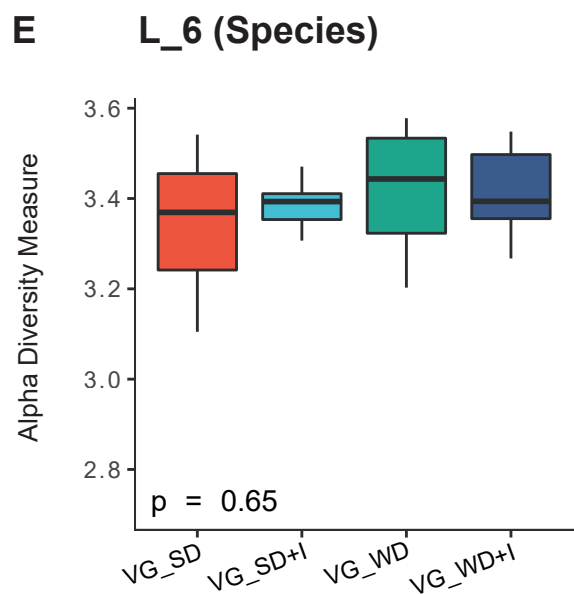 E L_6 (Species)
Alpha Diversity Measure
3.6
3.4
3.2
3.0
2.8
p = 0.65
VG_SD VG_SD+I VG_WD VG_WD+I